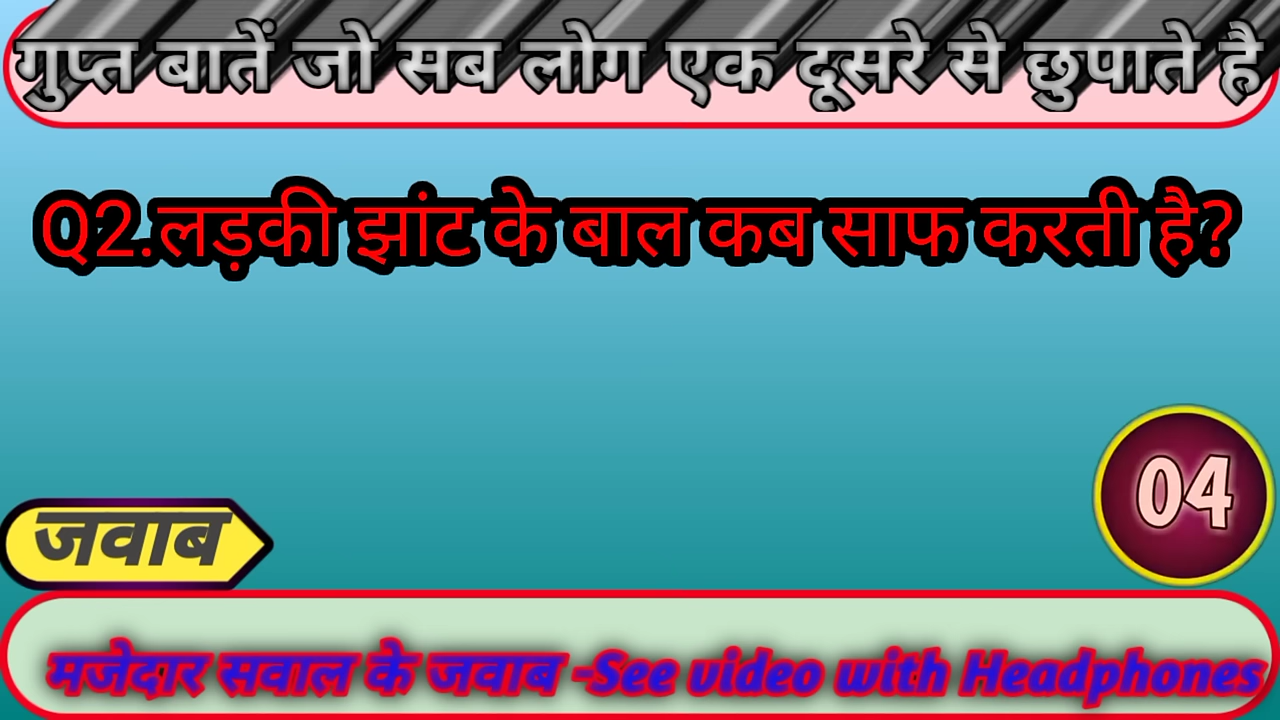 गुप्त बातें जो सब लोग एक दूसरे से छुपाते है
Q2.लड़की झांट के बाल कब साफ करती है?
04
जवाब
मजेदार सवाल के जवाब -See video with Headphones